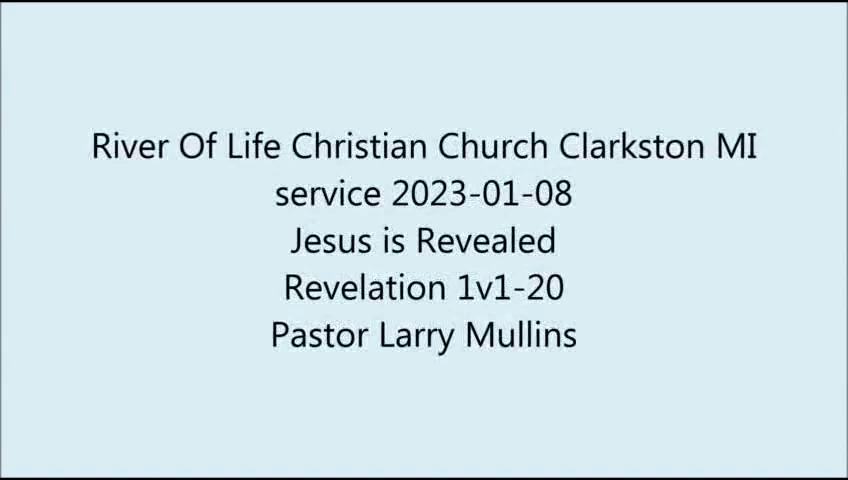 River Of Life Christian Church Clarkston MI
service 2023-01-08
Jesus is Revealed
Revelation 1v1-20
Pastor Larry Mullins